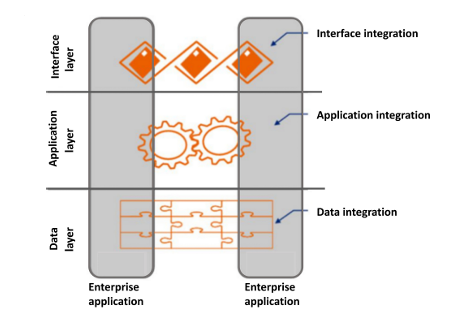 Interface
layer
Interface integration
Application
layer
Application integration
Data
layer
Data integration
Enterprise
application
Enterprise
application